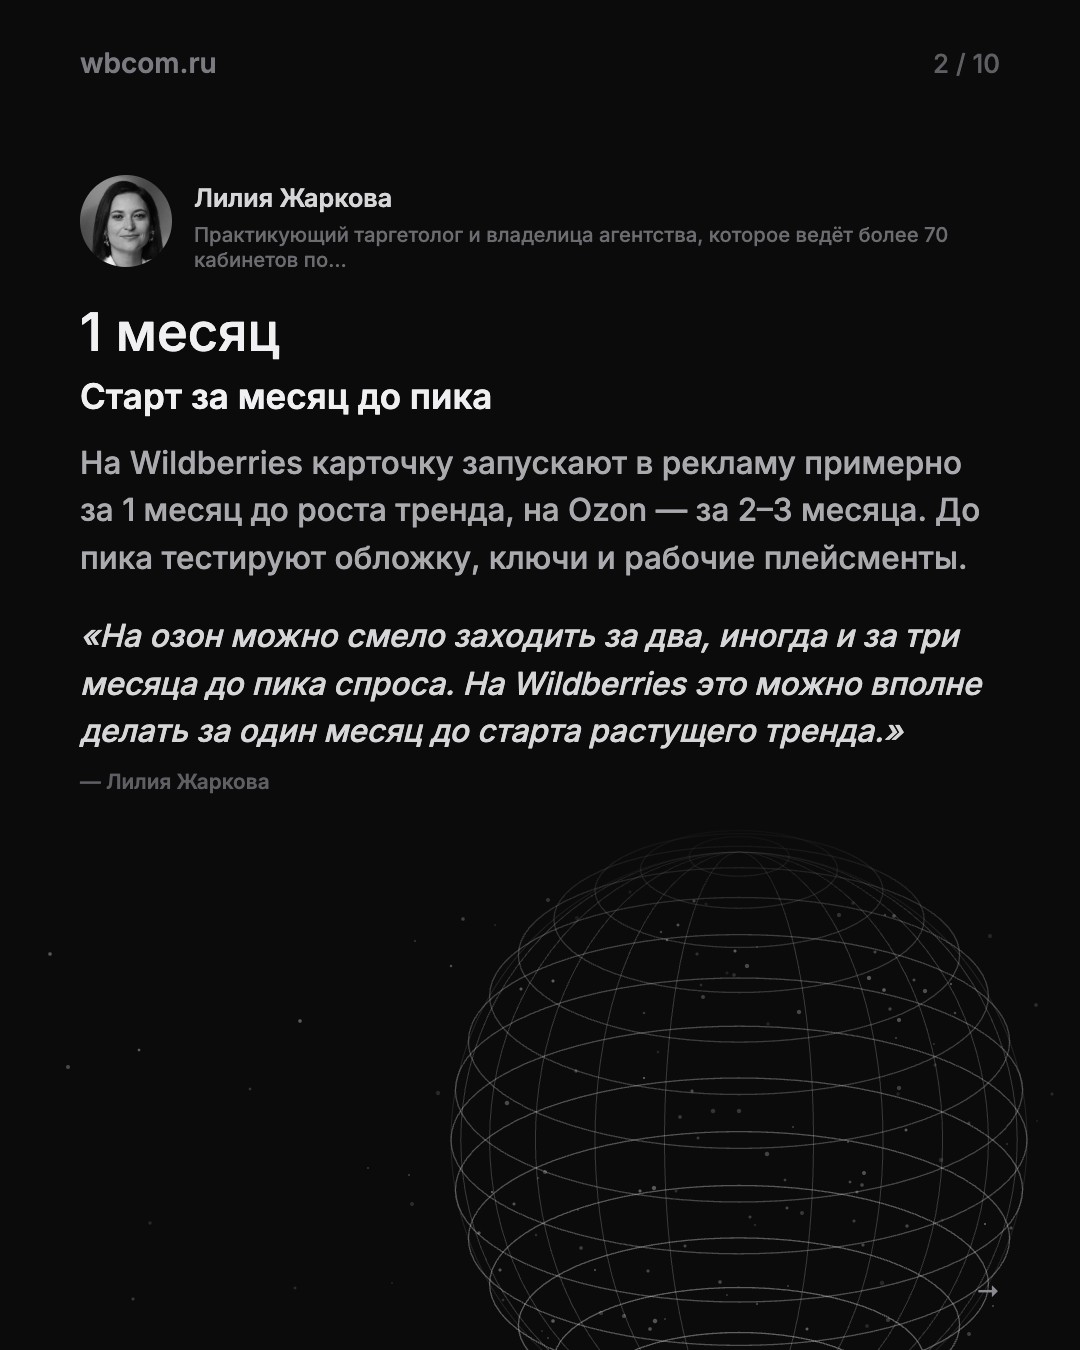 wbcom.ru
2 / 10
Лилия Жаркова
Практикующий таргетолог и владелица агентства, которое ведёт более 70
кабинетов по...
1 месяц
Старт за месяц до пика
На Wildberries карточку запускают в рекламу примерно
за 1 месяц до роста тренда, на Ozon — за 2–3 месяца. До
пика тестируют обложку, ключи и рабочие плейсменты.
«На озон можно смело заходить за два, иногда и за три
месяца до пика спроса. На Wildberries это можно вполне
делать за один месяц до старта растущего тренда.»
— Лилия Жаркова
→